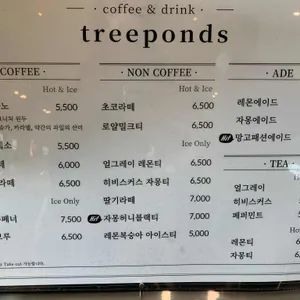 coffee & drink
treeponds
COFFEE ·
Hot & Ice
노 5,500
5,500
6,000
라떼 6,500
Ice Only
7,500
6,500
· NON COFFEE ·
Hot & Ice
초코라떼 6,500
로얄밀크티 6,500
Ice Only
얼그레이 레몬티 6,500
히비스커스 자몽티 6,500
딸기라떼 7,000
Hit 자몽허니블랙티 7,000
레몬복숭아 아이스티 5,000
· ADE
레몬에이드
자몽에이드
Hit 망고패션에이드
· TEA
얼그레이
히비스커스
페퍼민트
레몬티 6
자몽티 6